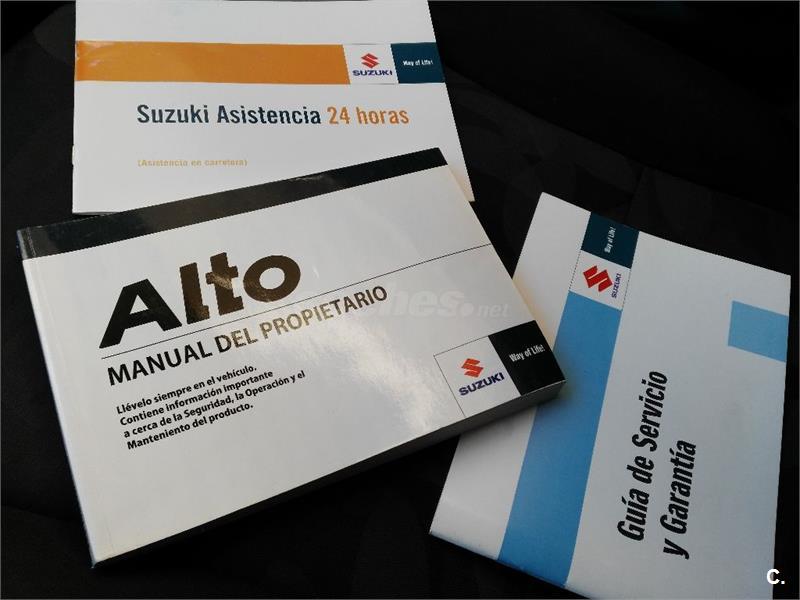 SUZUKI
Way of Life!
Suzuki Asistencia 24 horas
(Asistencia en carretera)
Alto
MANUAL DEL PROPIETARIO
Llévelo siempre en el vehículo.
Contiene información importante
a cerca de la Seguridad, la Operación y el
Mantenimiento del producto.
SUZUKI
Way of Life!
Way of Life!
SUZUKI
Guía de Servicio
y Garantía
.net
C.